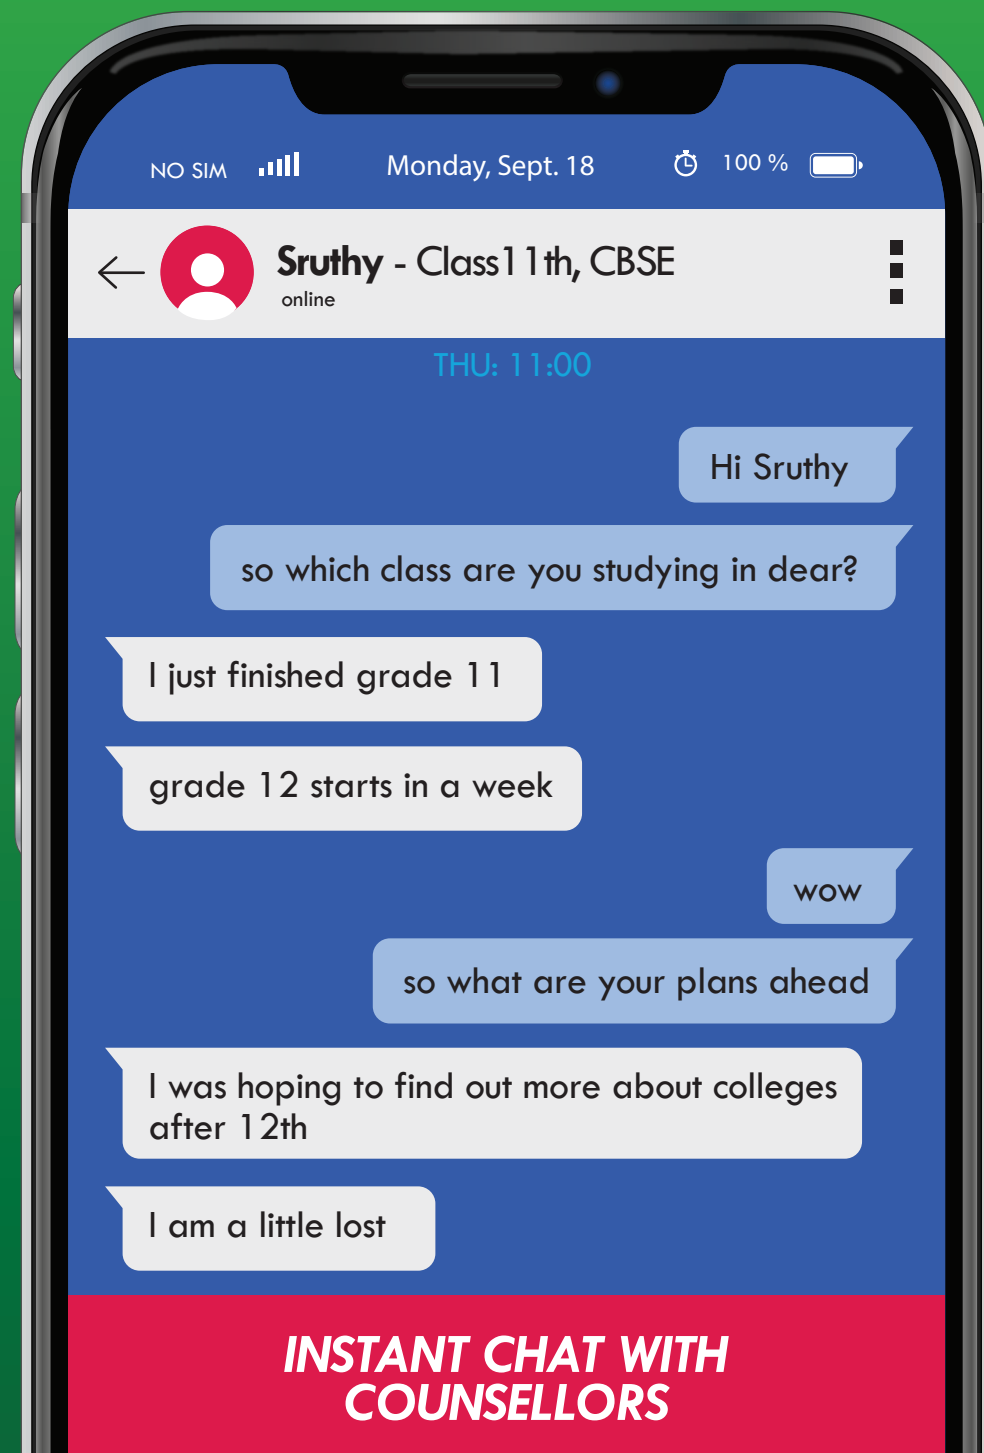 NO SIM Monday, Sept. 18 100 %
Sruthy - Class11th, CBSE
online
THU: 11:00
Hi Sruthy
so which class are you studying in dear?
I just finished grade 11
grade 12 starts in a week
wow
so what are your plans ahead
I was hoping to find out more about colleges
after 12th
I am a little lost
INSTANT CHAT WITH
COUNSELLORS